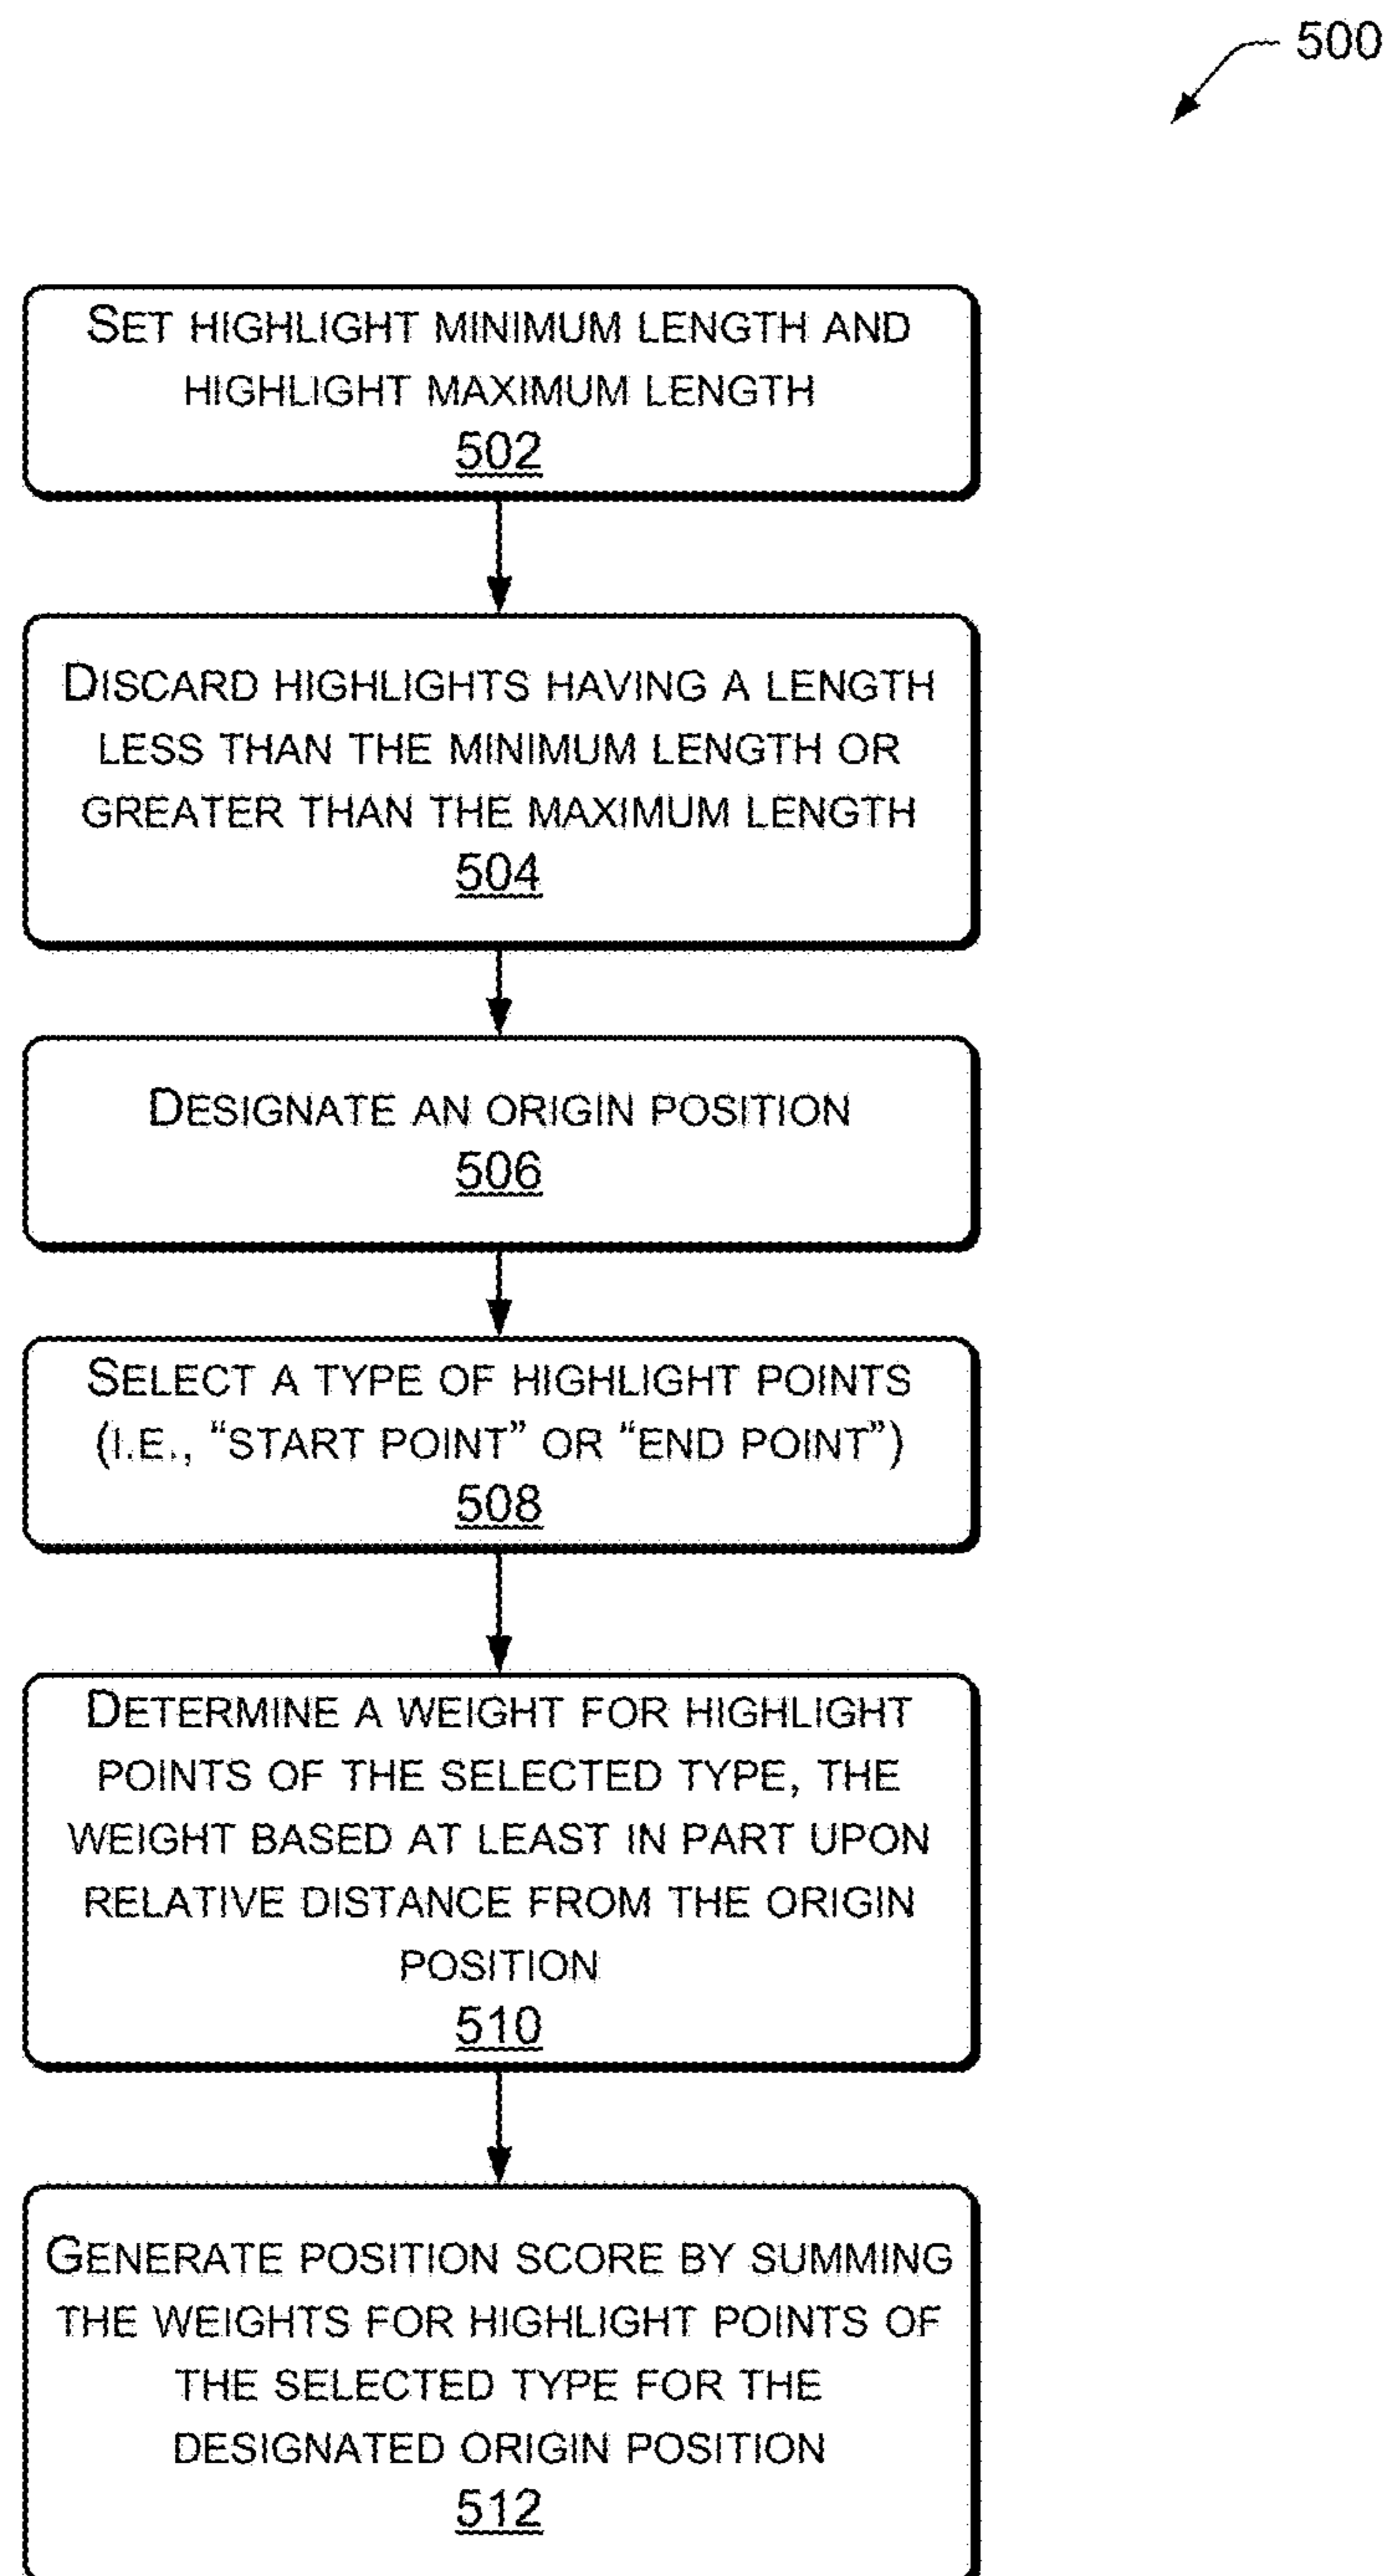 500
SET HIGHLIGHT MINIMUM LENGTH AND
HIGHLIGHT MAXIMUM LENGTH
502
DISCARD HIGHLIGHTS HAVING A LENGTH
LESS THAN THE MINIMUM LENGTH OR
GREATER THAN THE MAXIMUM LENGTH
504
DESIGNATE AN ORIGIN POSITION
506
SELECT A TYPE OF HIGHLIGHT POINTS
(I.E., “START POINT” OR “END POINT”)
508
DETERMINE A WEIGHT FOR HIGHLIGHT
POINTS OF THE SELECTED TYPE, THE
WEIGHT BASED AT LEAST IN PART UPON
RELATIVE DISTANCE FROM THE ORIGIN
POSITION
510
GENERATE POSITION SCORE BY SUMMING
THE WEIGHTS FOR HIGHLIGHT POINTS OF
THE SELECTED TYPE FOR THE
DESIGNATED ORIGIN POSITION
512